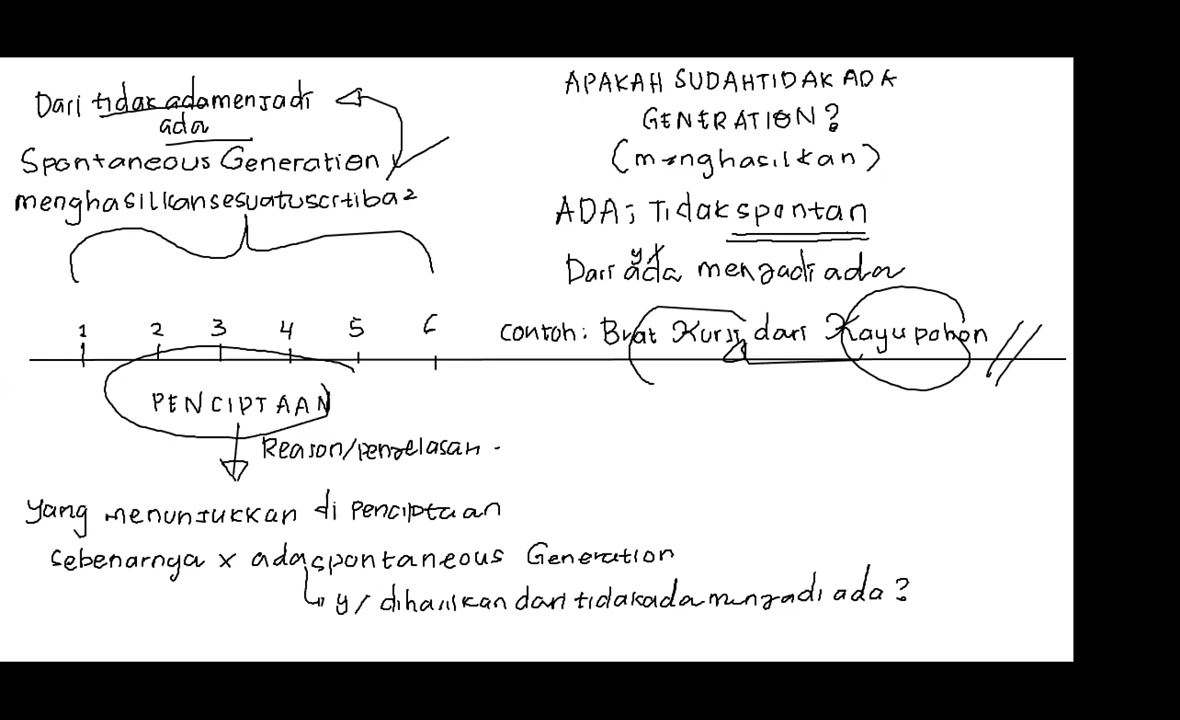 Dari tidak ada menjadi
ada
Spontaneous Generation
menghasilkan sesuatu scr tiba²
1 2 3 4 5 6
PENCIPTAAN
Reason/penjelasan -
yang menunjukkan di penciptaan
sebenarnya x ada spontaneous Generation
y/ dihasilkan dari tidak ada menjadi ada?
APAKAH SUDAH TIDAK ADA
GENERATION?
(menghasilkan)
ADA; Tidak spontan
yx
Dari ada menjadi ada
contoh: Buat Kursi dari Kayu pohon